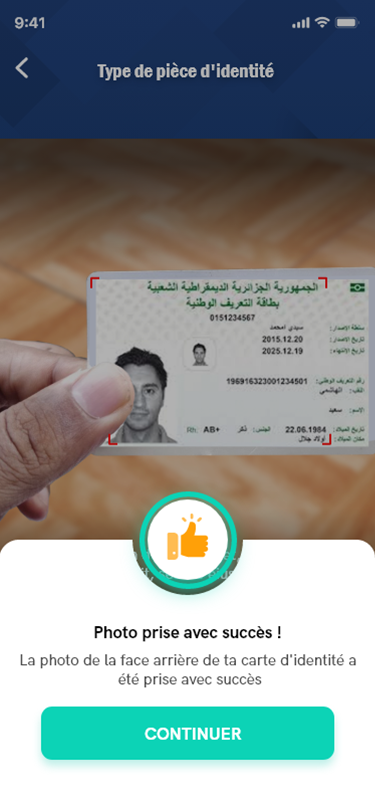 9:41
Type de pièce d'identité
الجمهورية الجزائرية الديمقراطية الشعبية
بطاقة التعريف الوطنية
0151234567
سلطة الإصدار: سيدي امحمد
تاريخ الإصدار: 2015.12.20
تاريخ الإنتهاء: 2025.12.19
رقم التعريف الوطني: 196916323001234501
اللقب: الهاشمي
الإسم: سعيد
تاريخ الميلاد: 22.06.1984 الجنس: ذكر Rh: AB+
مكان الميلاد: أولاد جلال
Photo prise avec succès !
La photo de la face arrière de ta carte d'identité a
été prise avec succès
CONTINUER